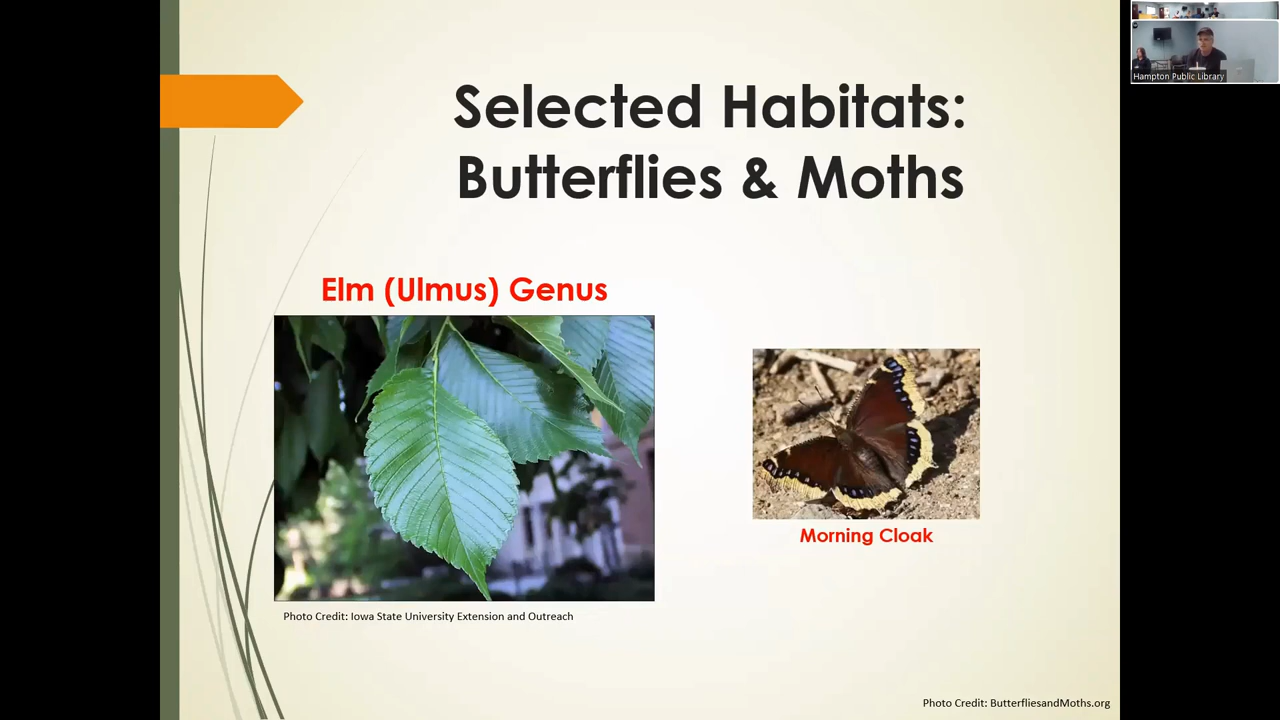 Selected Habitats:
Butterflies & Moths
Elm (Ulmus) Genus
Morning Cloak
Photo Credit: Iowa State University Extension and Outreach
Photo Credit: ButterfliesandMoths.org
Hampton Public Library